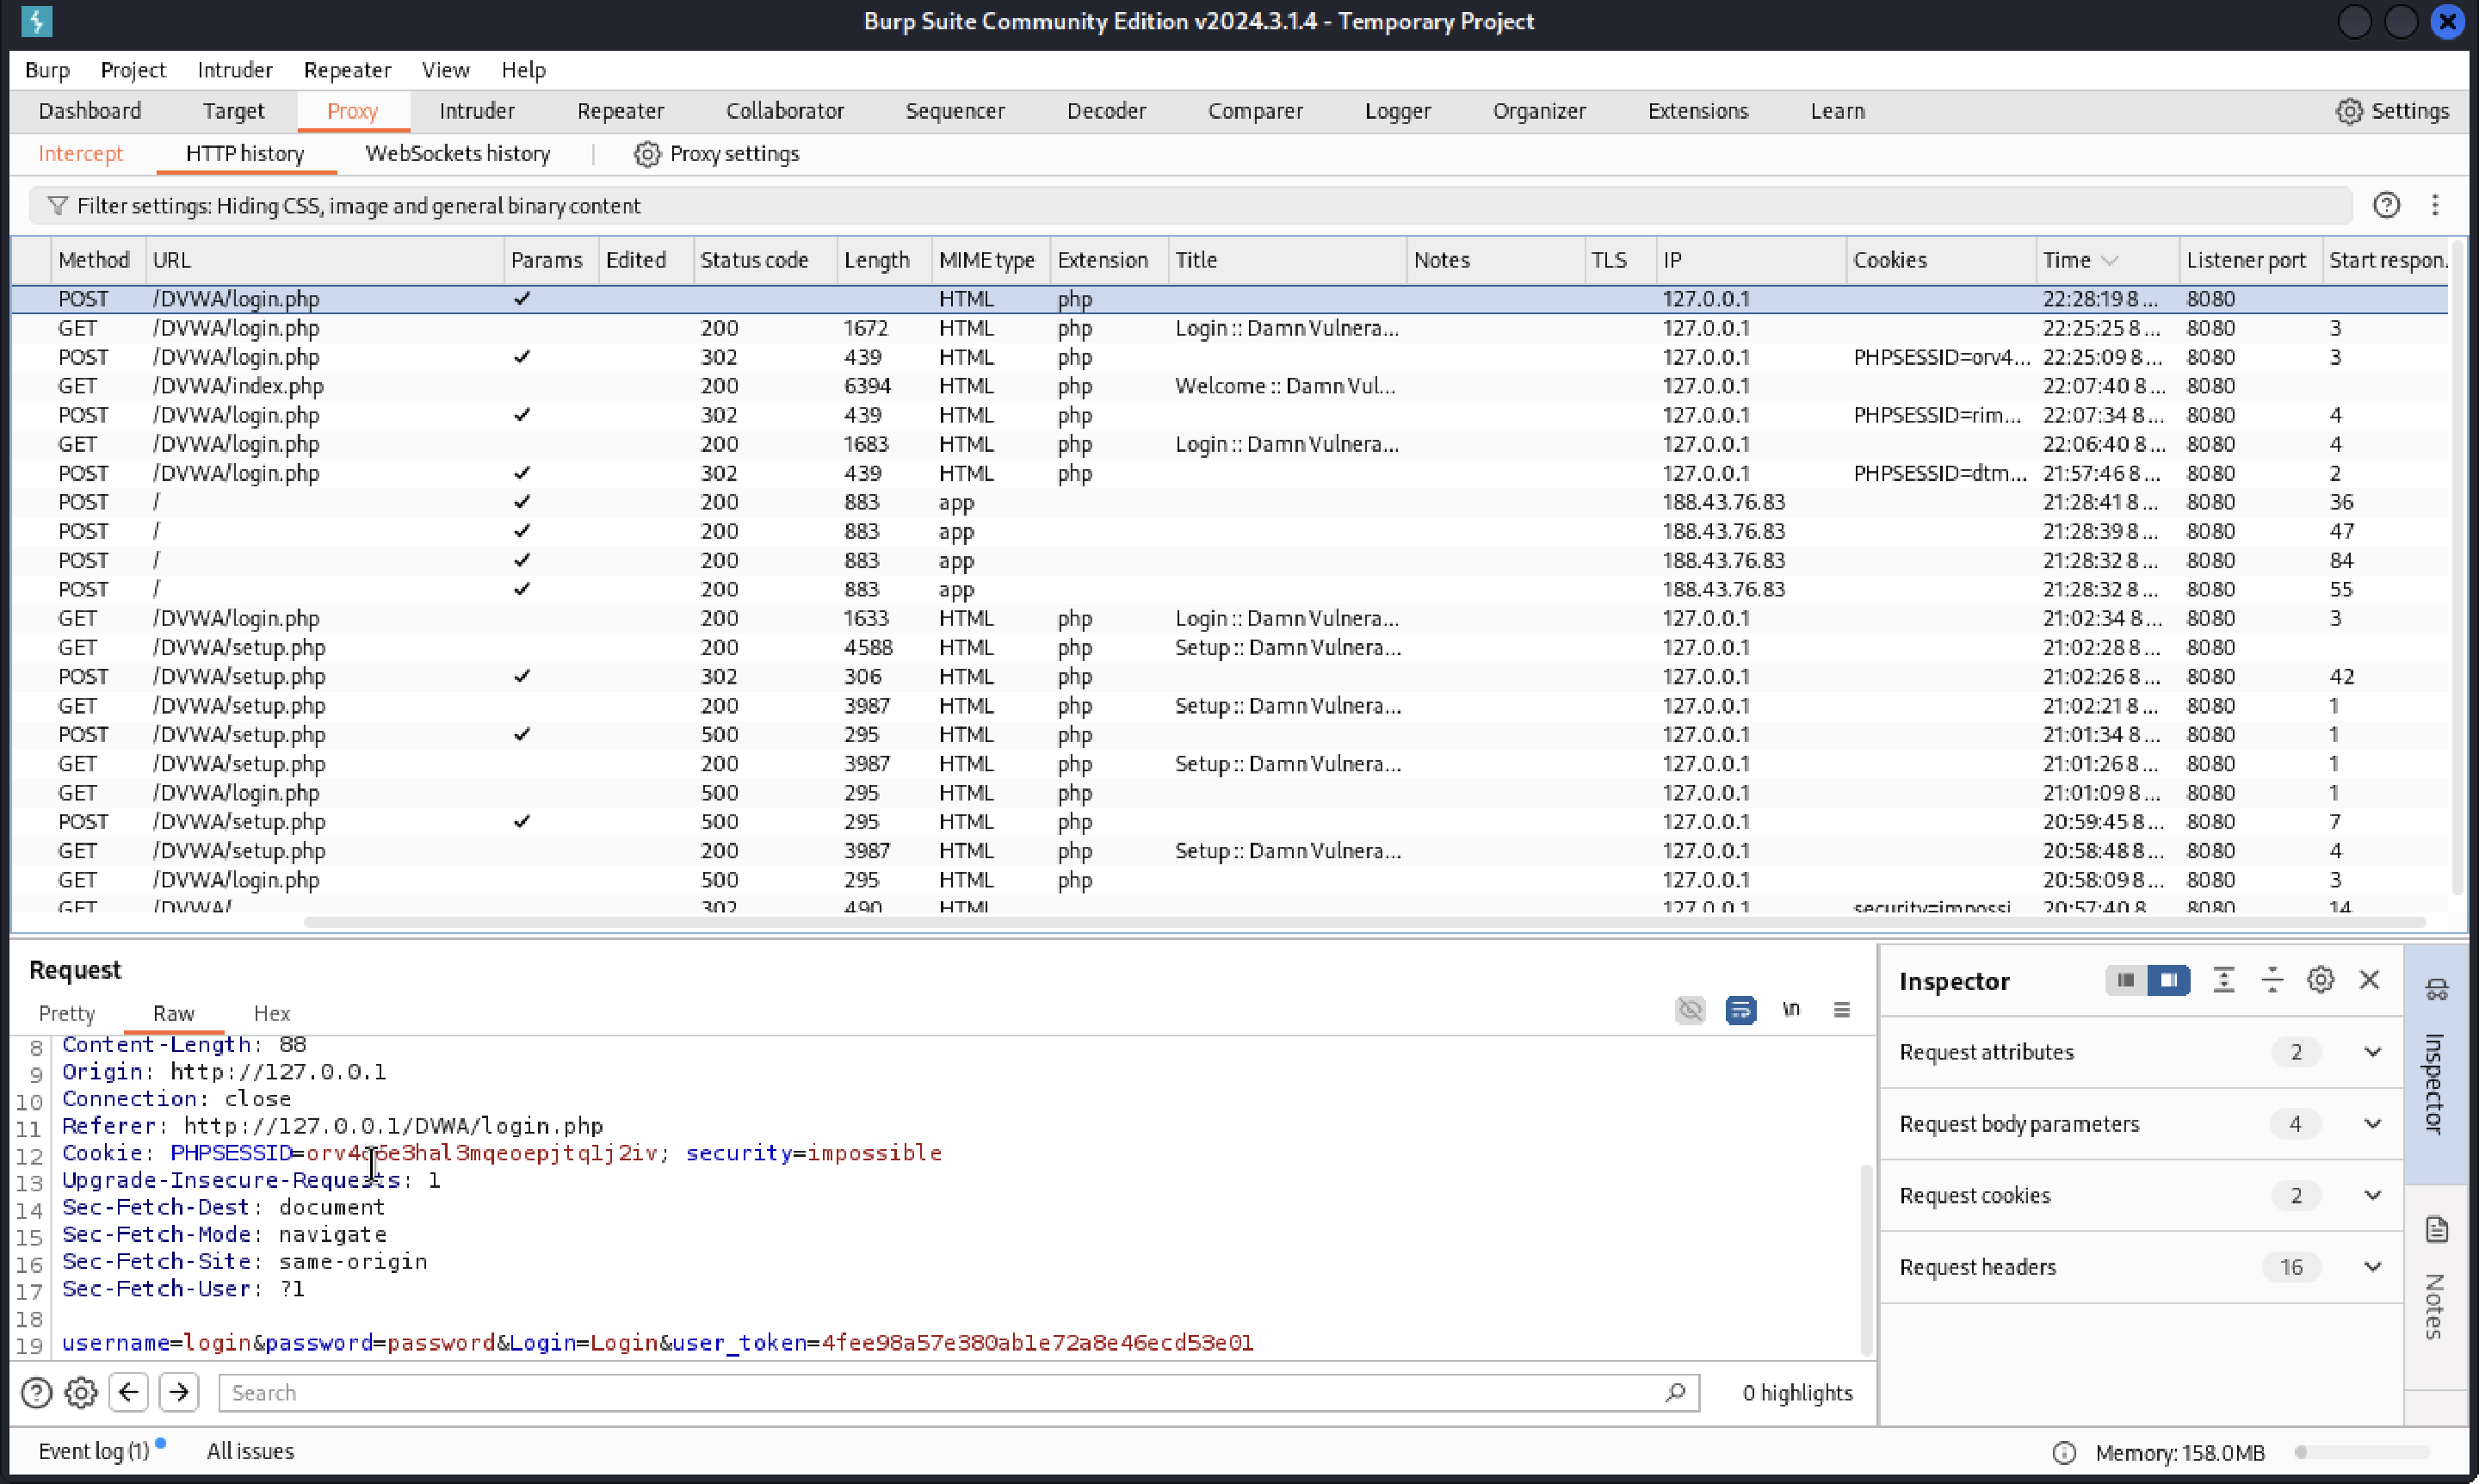 Burp Suite Community Edition v2024.3.1.4 - Temporary Project
Burp Project Intruder Repeater View Help
Dashboard Target Proxy Intruder Repeater Collaborator Sequencer Decoder Comparer Logger Organizer Extensions Learn Settings
Intercept HTTP history WebSockets history | Proxy settings
Filter settings: Hiding CSS, image and general binary content
Method URL Params Edited Status code Length MIME type Extension Title Notes TLS IP Cookies Time Listener port Start respon.
POST /DVWA/login.php ✓ HTML php 127.0.0.1 22:28:19 8 ... 8080
GET /DVWA/login.php 200 1672 HTML php Login :: Damn Vulnera... 127.0.0.1 22:25:25 8 ... 8080 3
POST /DVWA/login.php ✓ 302 439 HTML php 127.0.0.1 PHPSESSID=orv4... 22:25:09 8 ... 8080 3
GET /DVWA/index.php 200 6394 HTML php Welcome :: Damn Vul... 127.0.0.1 22:07:40 8 ... 8080
POST /DVWA/login.php ✓ 302 439 HTML php 127.0.0.1 PHPSESSID=rim... 22:07:34 8 ... 8080 4
GET /DVWA/login.php 200 1683 HTML php Login :: Damn Vulnera... 127.0.0.1 22:06:40 8 ... 8080 4
POST /DVWA/login.php ✓ 302 439 HTML php 127.0.0.1 PHPSESSID=dtm... 21:57:46 8 ... 8080 2
POST / ✓ 200 883 app 188.43.76.83 21:28:41 8 ... 8080 36
POST / ✓ 200 883 app 188.43.76.83 21:28:39 8 ... 8080 47
POST / ✓ 200 883 app 188.43.76.83 21:28:32 8 ... 8080 84
POST / ✓ 200 883 app 188.43.76.83 21:28:32 8 ... 8080 55
GET /DVWA/login.php 200 1633 HTML php Login :: Damn Vulnera... 127.0.0.1 21:02:34 8 ... 8080 3
GET /DVWA/setup.php 200 4588 HTML php Setup :: Damn Vulnera... 127.0.0.1 21:02:28 8 ... 8080
POST /DVWA/setup.php ✓ 302 306 HTML php 127.0.0.1 21:02:26 8 ... 8080 42
GET /DVWA/setup.php 200 3987 HTML php Setup :: Damn Vulnera... 127.0.0.1 21:02:21 8 ... 8080 1
POST /DVWA/setup.php ✓ 500 295 HTML php 127.0.0.1 21:01:34 8 ... 8080 1
GET /DVWA/setup.php 200 3987 HTML php Setup :: Damn Vulnera... 127.0.0.1 21:01:26 8 ... 8080 1
GET /DVWA/login.php 500 295 HTML php 127.0.0.1 21:01:09 8 ... 8080 1
POST /DVWA/setup.php ✓ 500 295 HTML php 127.0.0.1 20:59:45 8 ... 8080 7
GET /DVWA/setup.php 200 3987 HTML php Setup :: Damn Vulnera... 127.0.0.1 20:58:48 8 ... 8080 4
GET /DVWA/login.php 500 295 HTML php 127.0.0.1 20:58:09 8 ... 8080 3
GET /DVWA/ 302 490 HTML 127.0.0.1 security=impossi 20:57:40 8 8080 14
Request
Pretty Raw Hex \n
8 Content-Length: 88
9 Origin: http://127.0.0.1
10 Connection: close
11 Referer: http://127.0.0.1/DVWA/login.php
12 Cookie: security=impossible
13 Upgrade-Insecure-Requests: 1
14 Sec-Fetch-Dest: document
15 Sec-Fetch-Mode: navigate
16 Sec-Fetch-Site: same-origin
17 Sec-Fetch-User: ?1
18
19 username=login&password=password&Login=Login&user_token=4fee98a57e380ab1e72a8e46ecd53e01
Search 0 highlights
Inspector
Request attributes 2
Request body parameters 4
Request cookies 2
Request headers 16
Inspector
Notes
Event log (1) All issues Memory: 158.0MB